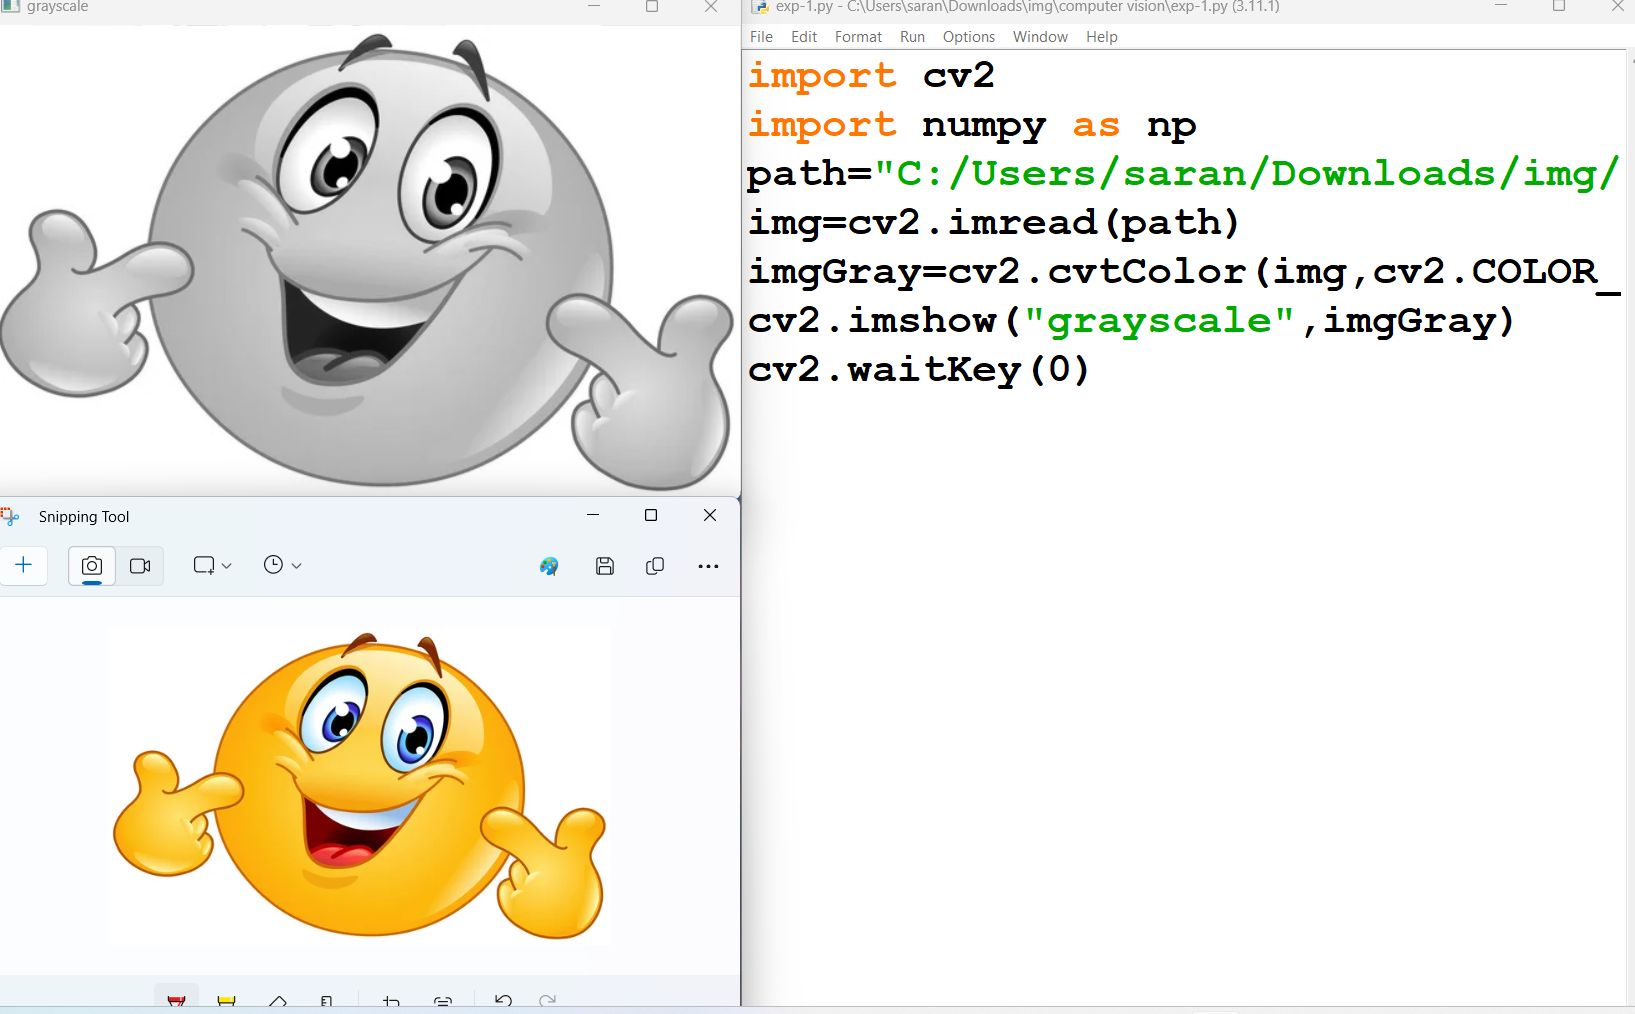 grayscale
exp-1.py - C:\Users\saran\Downloads\img\computer vision\exp-1.py (3.11.1)
File Edit Format Run Options Window Help
import cv2
import numpy as np
path="C:/Users/saran/Downloads/img/
img=cv2.imread(path)
imgGray=cv2.cvtColor(img,cv2.COLOR_
cv2.imshow("grayscale",imgGray)
cv2.waitKey(0)
Snipping Tool